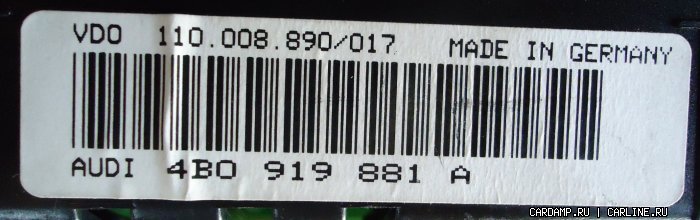 VDO 110.008.890/017 MADE IN GERMANY
AUDI 4B0 919 881 A
CARDAMP.RU CARLINE.RU